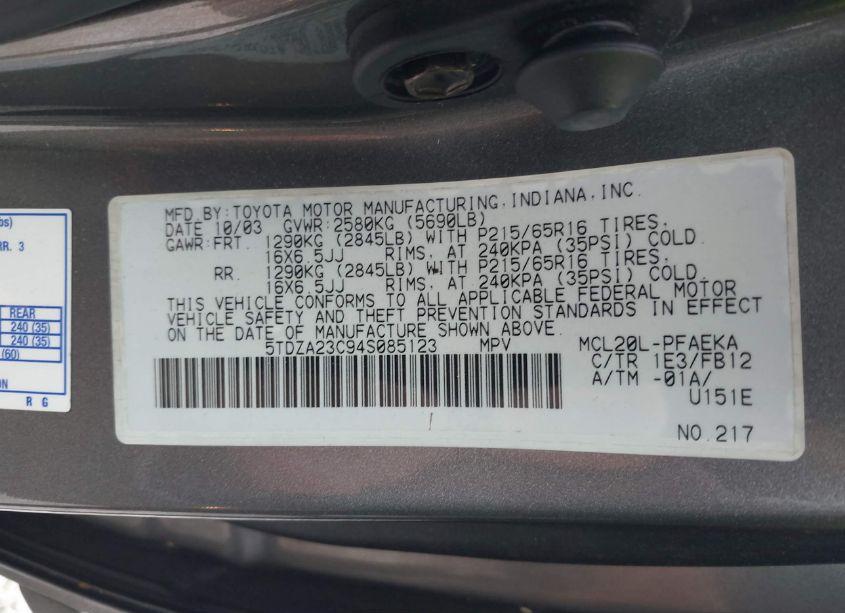 MFD.BY:TOYOTA MOTOR MANUFACTURING,INDIANA,INC.
DATE 10/03 GVWR:2580KG (5690LB)
GAWR:FRT. 1290KG (2845LB) WITH P215/65R16 TIRES,
16X6.5JJ RIMS, AT 240KPA (35PSI) COLD.
RR. 1290KG (2845LB) WITH P215/65R16 TIRES,
16X6.5JJ RIMS, AT 240KPA (35PSI) COLD.
THIS VEHICLE CONFORMS TO ALL APPLICABLE FEDERAL MOTOR
VEHICLE SAFETY AND THEFT PREVENTION STANDARDS IN EFFECT
ON THE DATE OF MANUFACTURE SHOWN ABOVE.
5TDZA23C94S085123 MPV MCL20L-PFAEKA
C/TR 1E3/FB12
A/TM -01A/
U151E
NO.217
RR. 3
REAR
240 (35)
240 (35)
(60)
R G